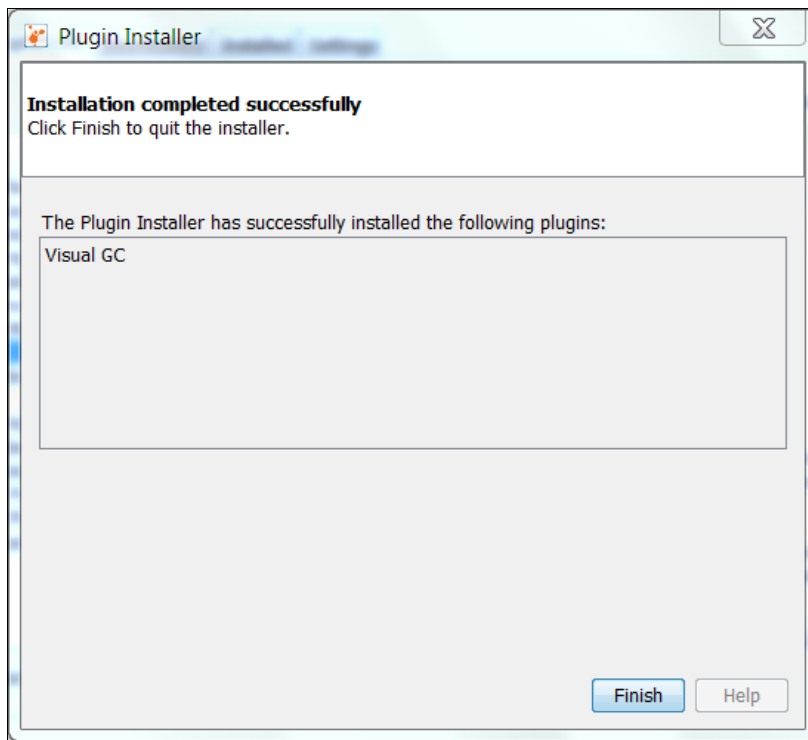 Plugin Installer
Installation completed successfully
Click Finish to quit the installer.
The Plugin Installer has successfully installed the following plugins:
Visual GC
Finish
Help